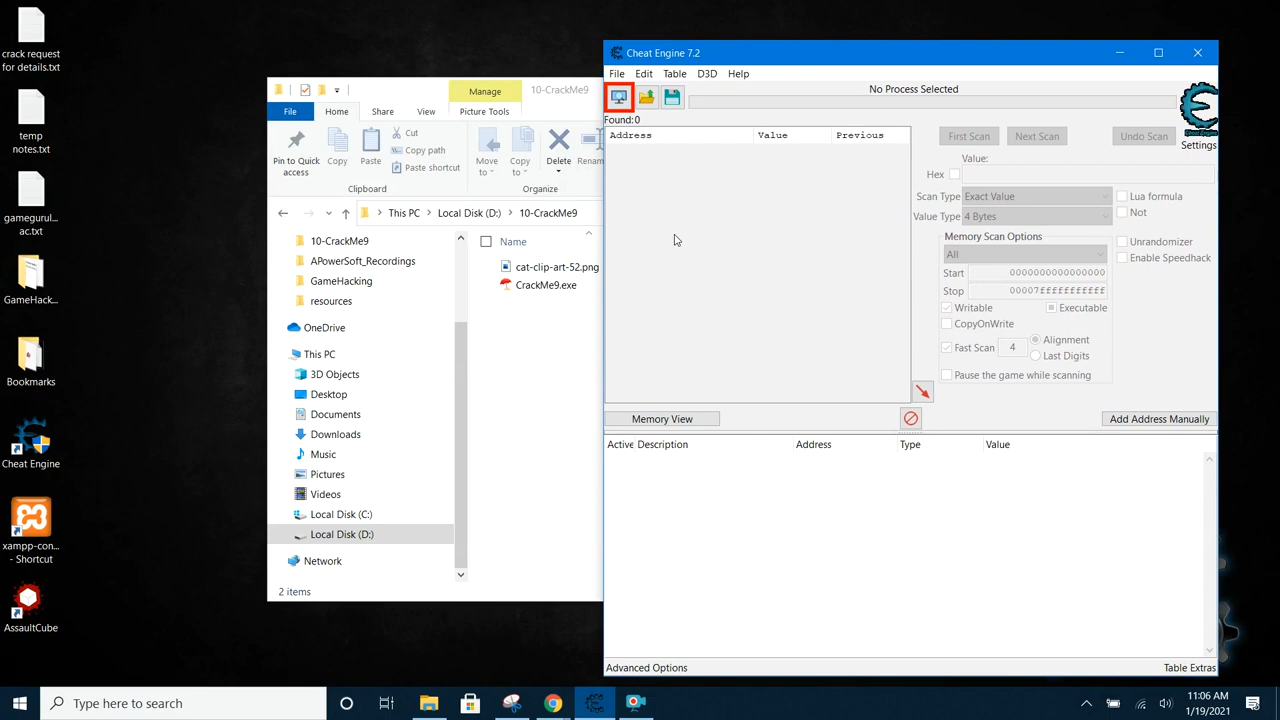 crack request
for details.txt
temp
notes.txt
gamegurul...
ac.txt
GameHack...
Bookmarks
Cheat Engine
xampp-con...
- Shortcut
AssaultCube
Manage
10-CrackMe9
File
Home
Share
View
Picture Tools
Pin to Quick
access
Copy
Paste
Cut
Copy path
Paste shortcut
Clipboard
Move
to
Copy
to
Delete
Renam
Organize
This PC
Local Disk (D:)
10-CrackMe9
10-CrackMe9
APowerSoft_Recordings
GameHacking
resources
OneDrive
This PC
3D Objects
Desktop
Documents
Downloads
Music
Pictures
Videos
Local Disk (C:)
Local Disk (D:)
Network
Name
cat-clip-art-52.png
CrackMe9.exe
2 items
Cheat Engine 7.2
File Edit Table D3D Help
No Process Selected
Found:0
Address Value Previous
First Scan Next Scan Undo Scan
Cheat Engine
Settings
Value:
Hex
Scan Type Exact Value
Value Type 4 Bytes
Lua formula
Not
Memory Scan Options
All
Start 0000000000000000
Stop 00007fffffffffff
Writable Executable
CopyOnWrite
Fast Scan 4 Alignment
Last Digits
Pause the game while scanning
Unrandomizer
Enable Speedhack
Memory View
Add Address Manually
Active Description Address Type Value
Advanced Options
Table Extras
Type here to search
11:06 AM
1/19/2021